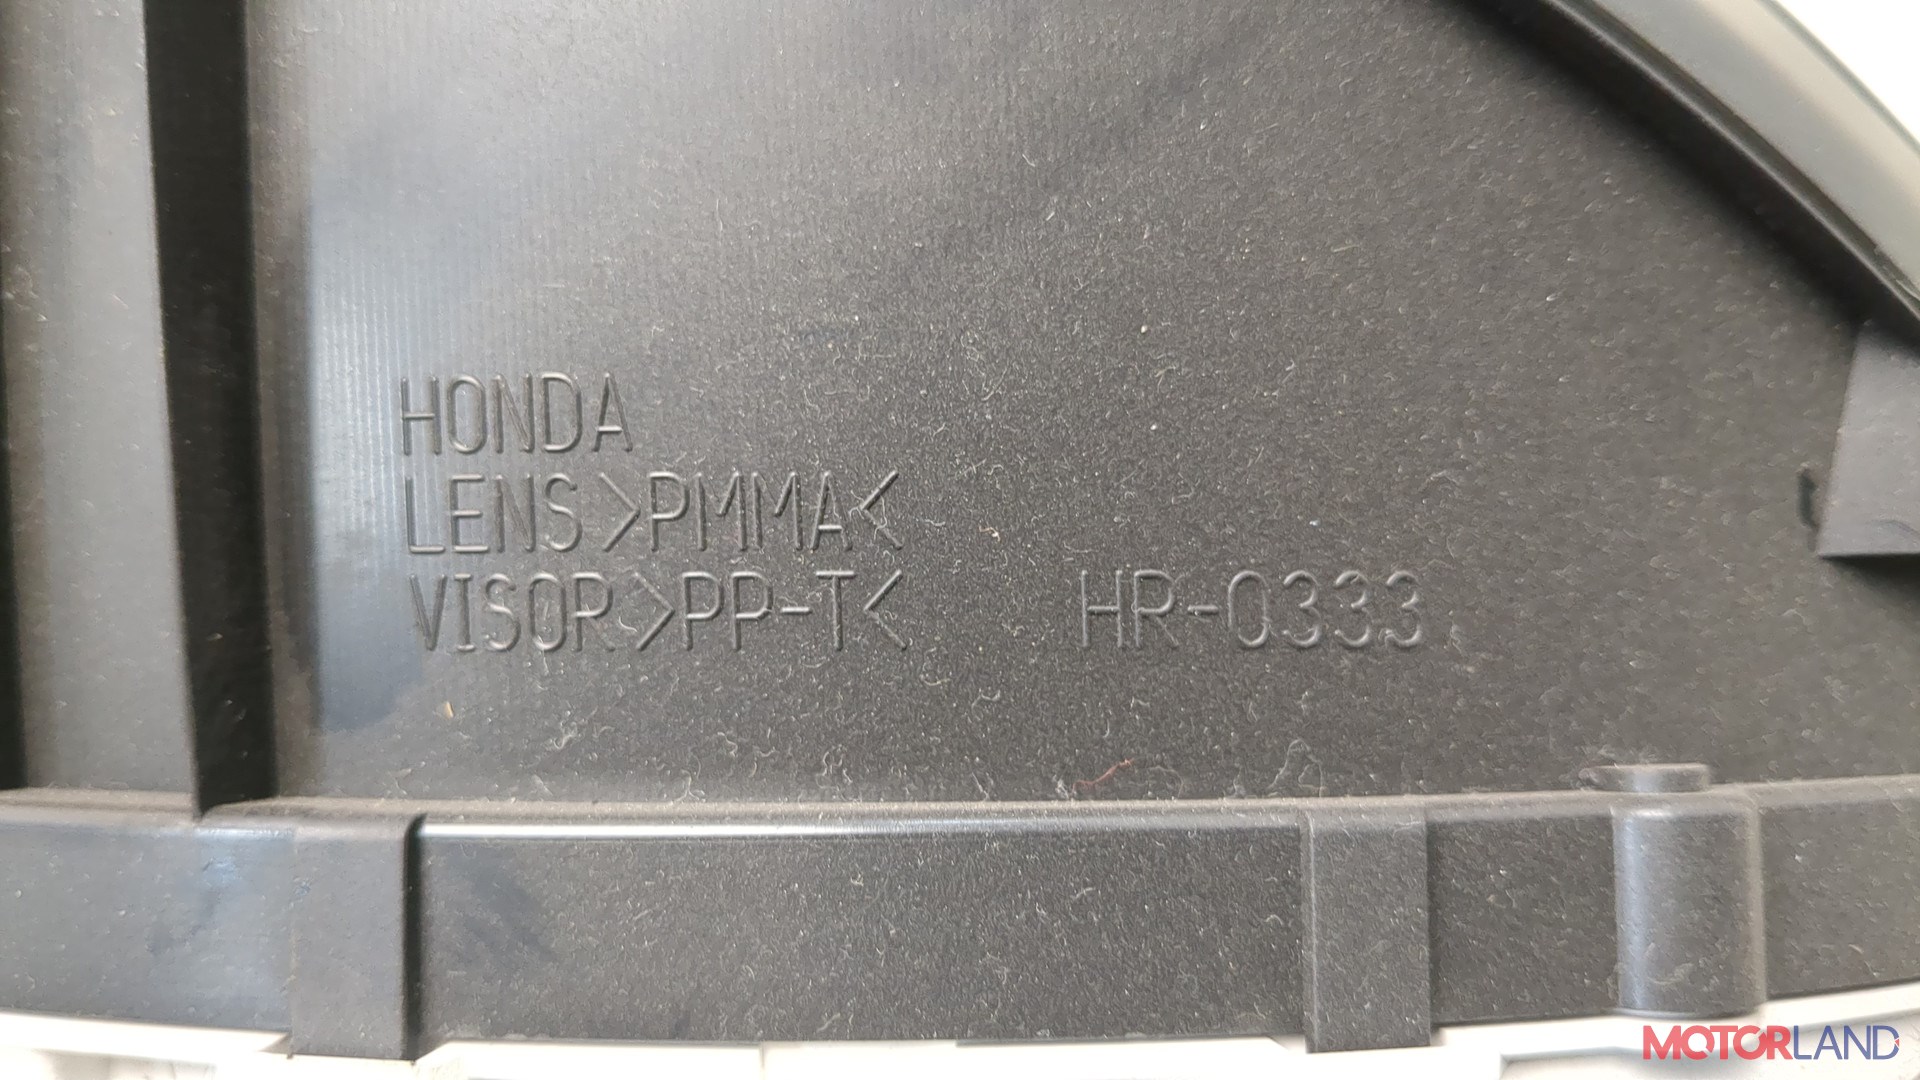 HONDA
LENS>PMMA<
VISOR>PP-T< HR-0333
MOTORLAND